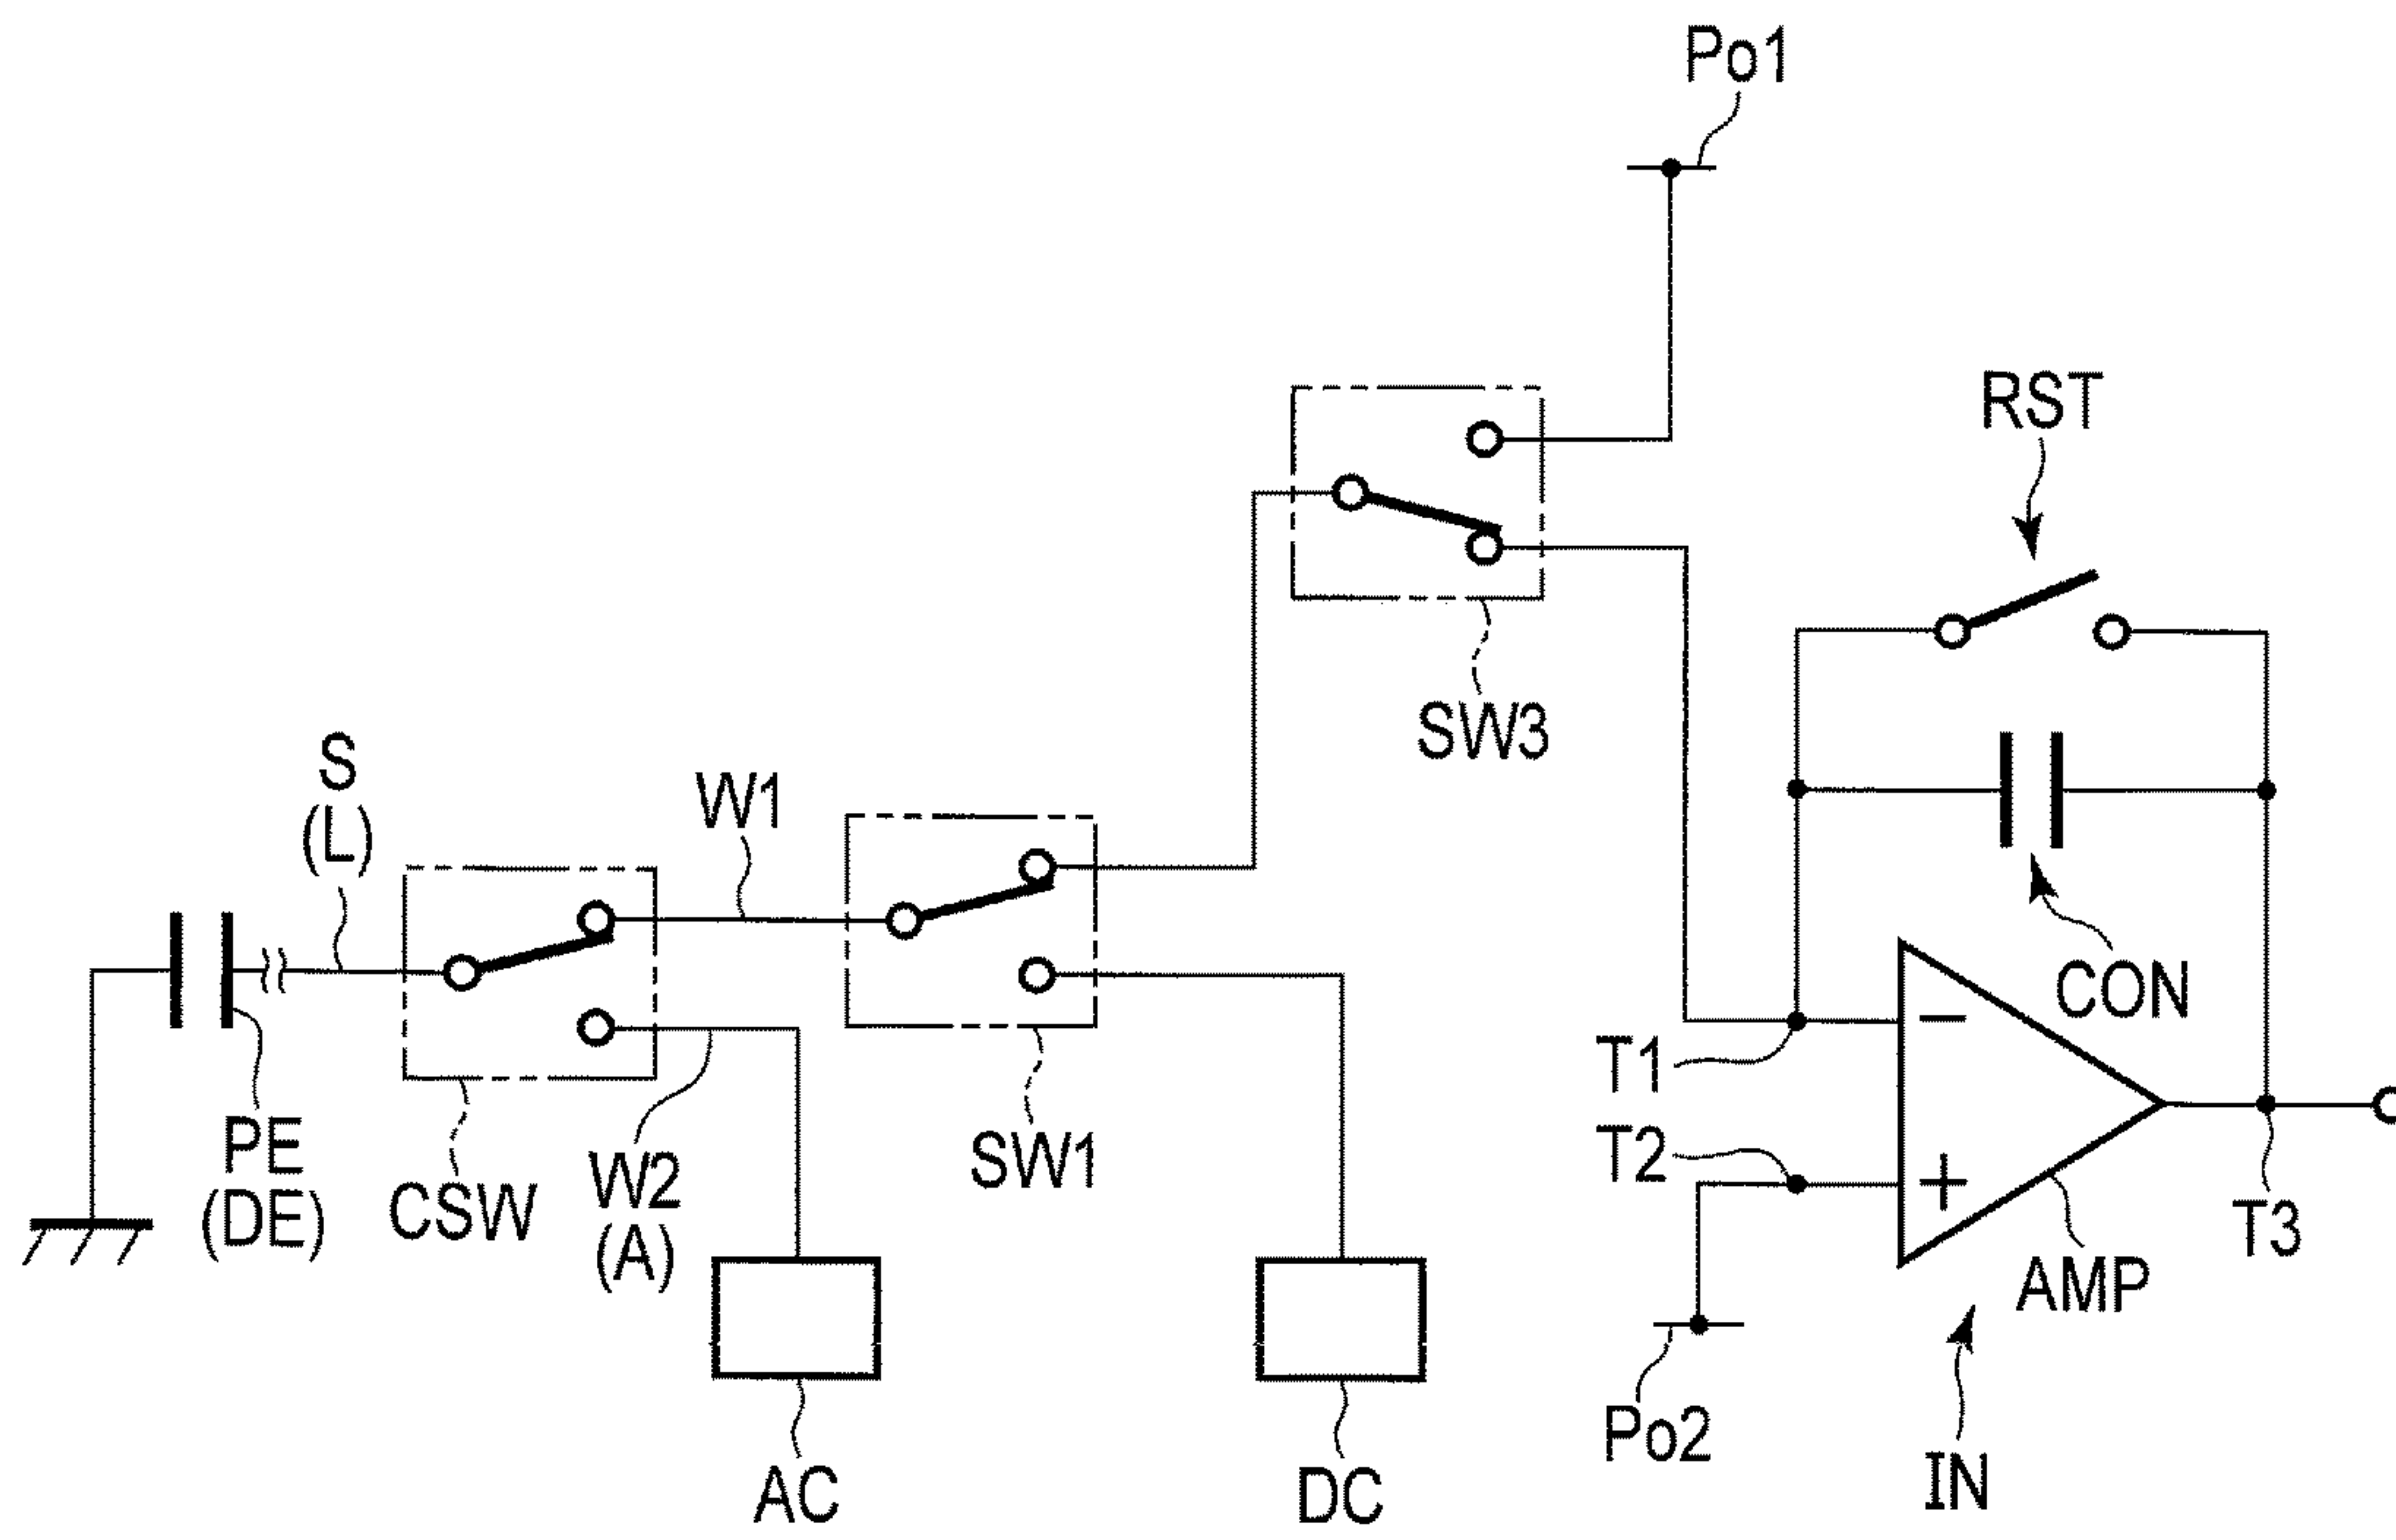 Po1
RST
SW3
S
(L)
W1
CON
T1
T2
PE
(DE)
CSW
W2
(A)
SW1
T3
AMP
Po2
IN
AC
DC
−
+